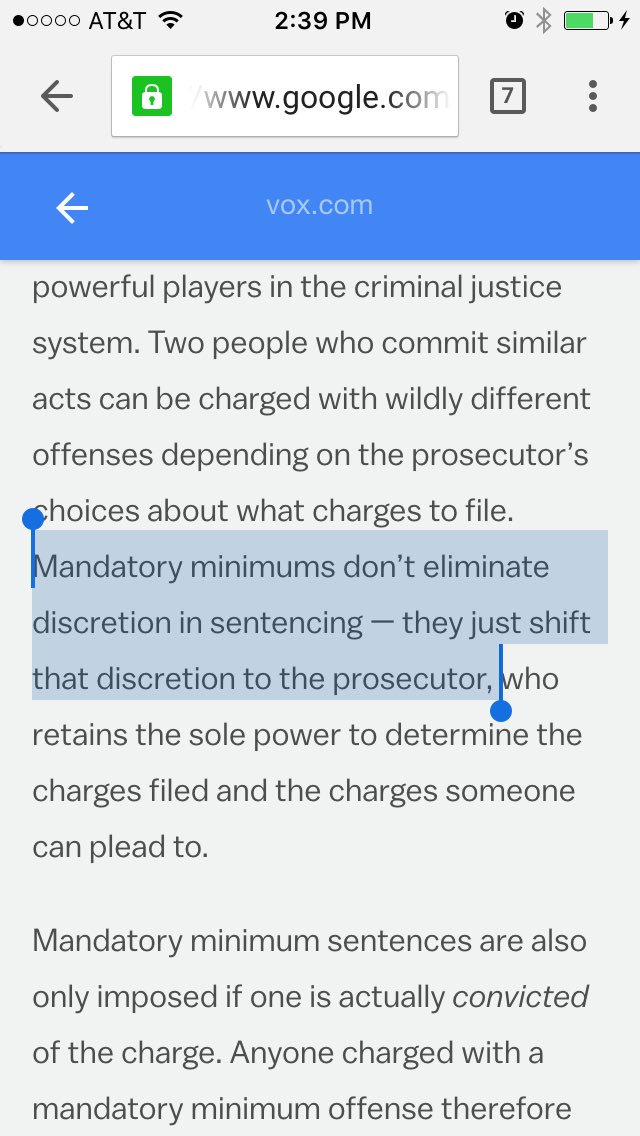 AT&T 2:39 PM
/www.google.com 7
vox.com
powerful players in the criminal justice
system. Two people who commit similar
acts can be charged with wildly different
offenses depending on the prosecutor’s
choices about what charges to file.
Mandatory minimums don’t eliminate
discretion in sentencing — they just shift
that discretion to the prosecutor, who
retains the sole power to determine the
charges filed and the charges someone
can plead to.
Mandatory minimum sentences are also
only imposed if one is actually convicted
of the charge. Anyone charged with a
mandatory minimum offense therefore